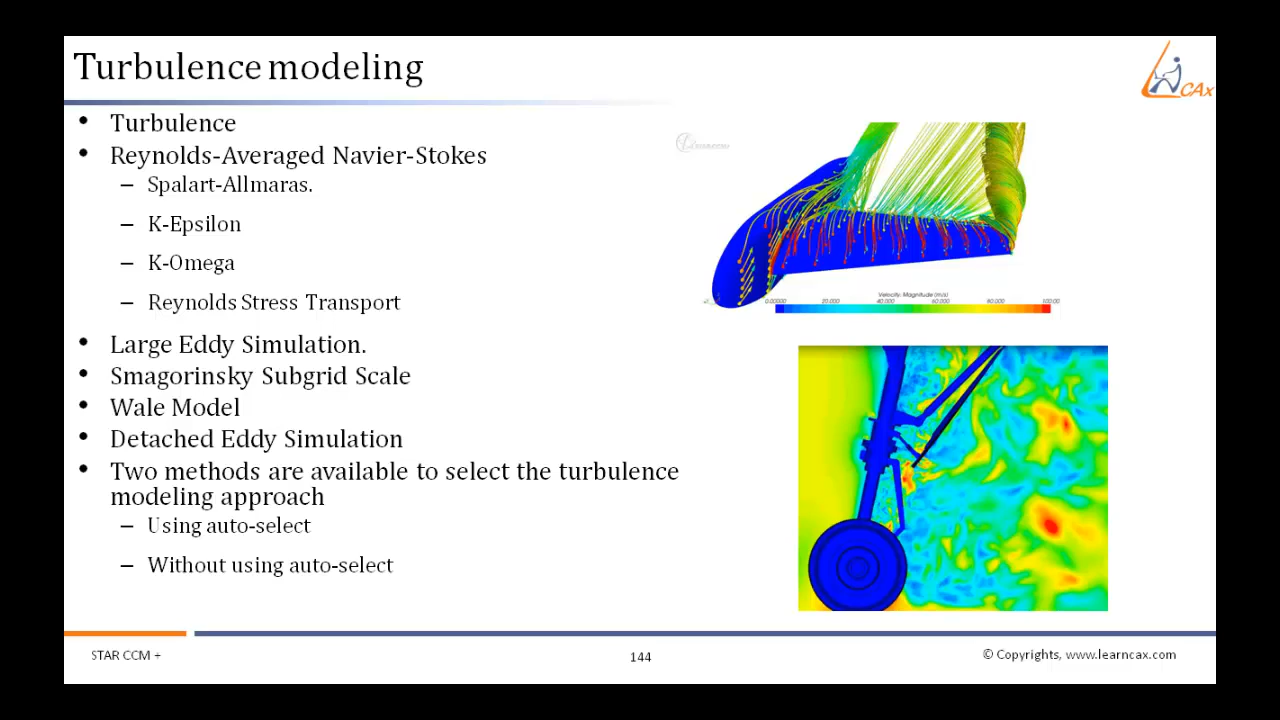 Turbulence modeling
CAx
• Turbulence
• Reynolds-Averaged Navier-Stokes
– Spalart-Allmaras.
– K-Epsilon
– K-Omega
– Reynolds Stress Transport
• Large Eddy Simulation.
• Smagorinsky Subgrid Scale
• Wale Model
• Detached Eddy Simulation
• Two methods are available to select the turbulence
modeling approach
– Using auto-select
– Without using auto-select
Velocity: Magnitude (m/s)
0.00000 20.000 40.000 60.000 80.000 100.00
STAR CCM +
144
© Copyrights, www.learncax.com